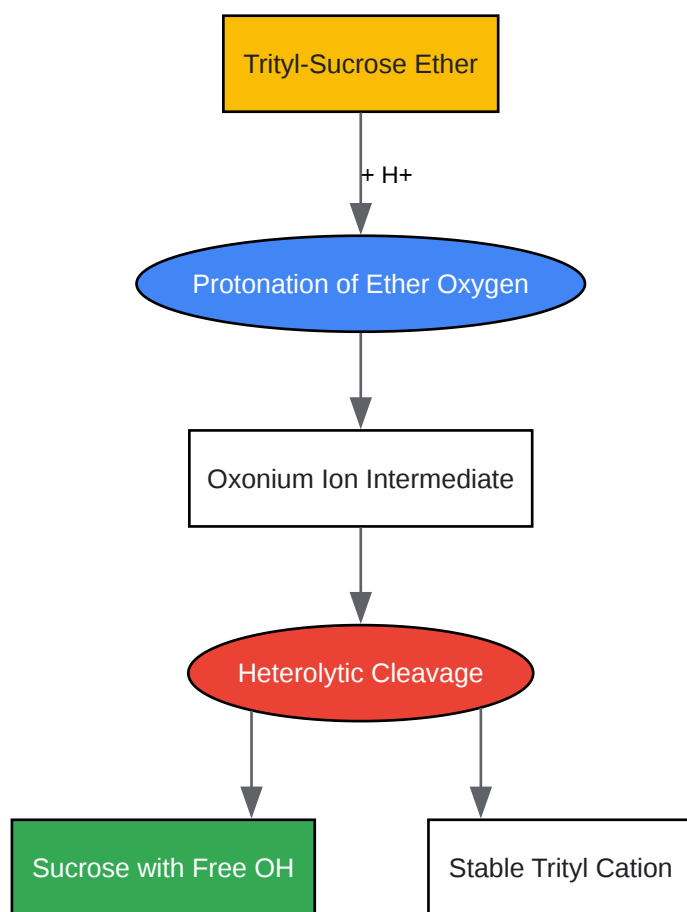 Trityl-Sucrose Ether
+ H+
Protonation of Ether Oxygen
Oxonium Ion Intermediate
Heterolytic Cleavage
Sucrose with Free OH
Stable Trityl Cation